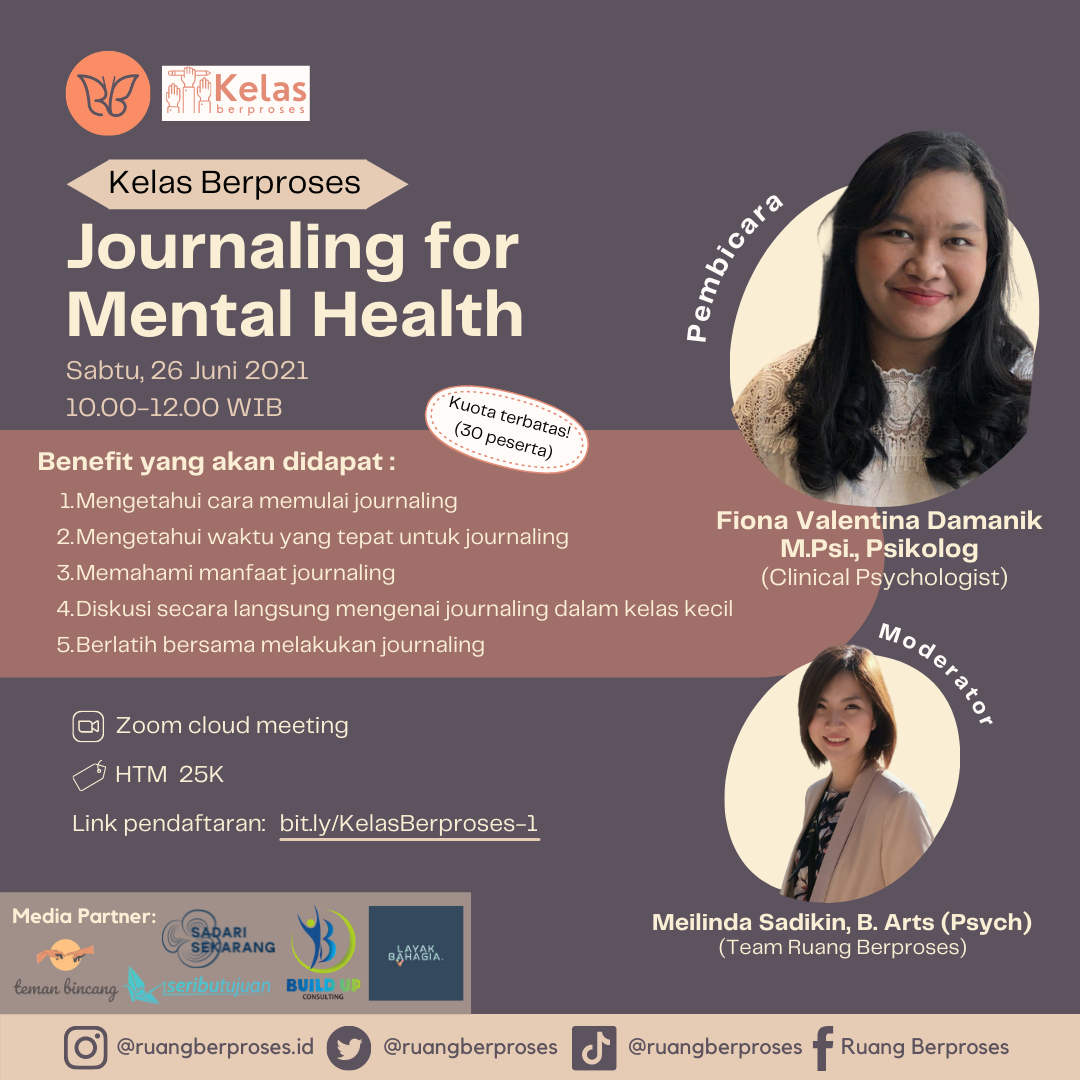 Kelas
berproses
Kelas Berproses
Journaling for
Mental Health
Sabtu, 26 Juni 2021
10.00-12.00 WIB
Kuota terbatas!
(30 peserta)
Benefit yang akan didapat :
1.Mengetahui cara memulai journaling
2.Mengetahui waktu yang tepat untuk journaling
3.Memahami manfaat journaling
4.Diskusi secara langsung mengenai journaling dalam kelas kecil
5.Berlatih bersama melakukan journaling
Pembicara
Fiona Valentina Damanik
M.Psi., Psikolog
(Clinical Psychologist)
Moderator
Meilinda Sadikin, B. Arts (Psych)
(Team Ruang Berproses)
Zoom cloud meeting
HTM 25K
Link pendaftaran: bit.ly/KelasBerproses-1
Media Partner:
teman bincang
SADARI
SEKARANG
1seributujuan
BUILD UP
CONSULTING
LAYAK
BAHAGIA.
@ruangberproses.id @ruangberproses @ruangberproses Ruang Berproses